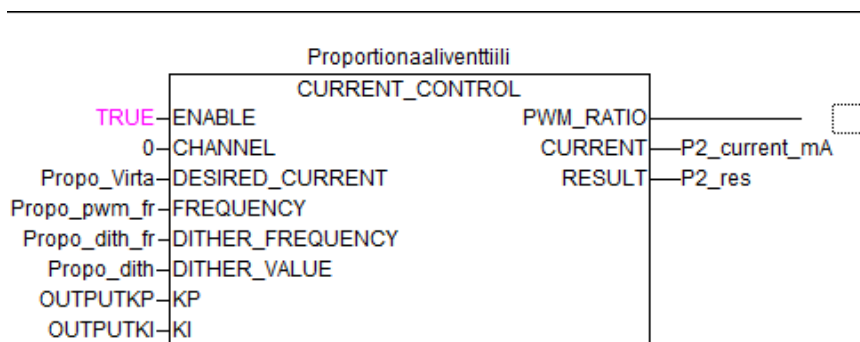 Proportionaaliventtiili
CURRENT_CONTROL
TRUE ENABLE PWM_RATIO
0 CHANNEL CURRENT P2_current_mA
Propo_Virta DESIRED_CURRENT RESULT P2_res
Propo_pwm_fr FREQUENCY
Propo_dith_fr DITHER_FREQUENCY
Propo_dith DITHER_VALUE
OUTPUTKP KP
OUTPUTKI KI